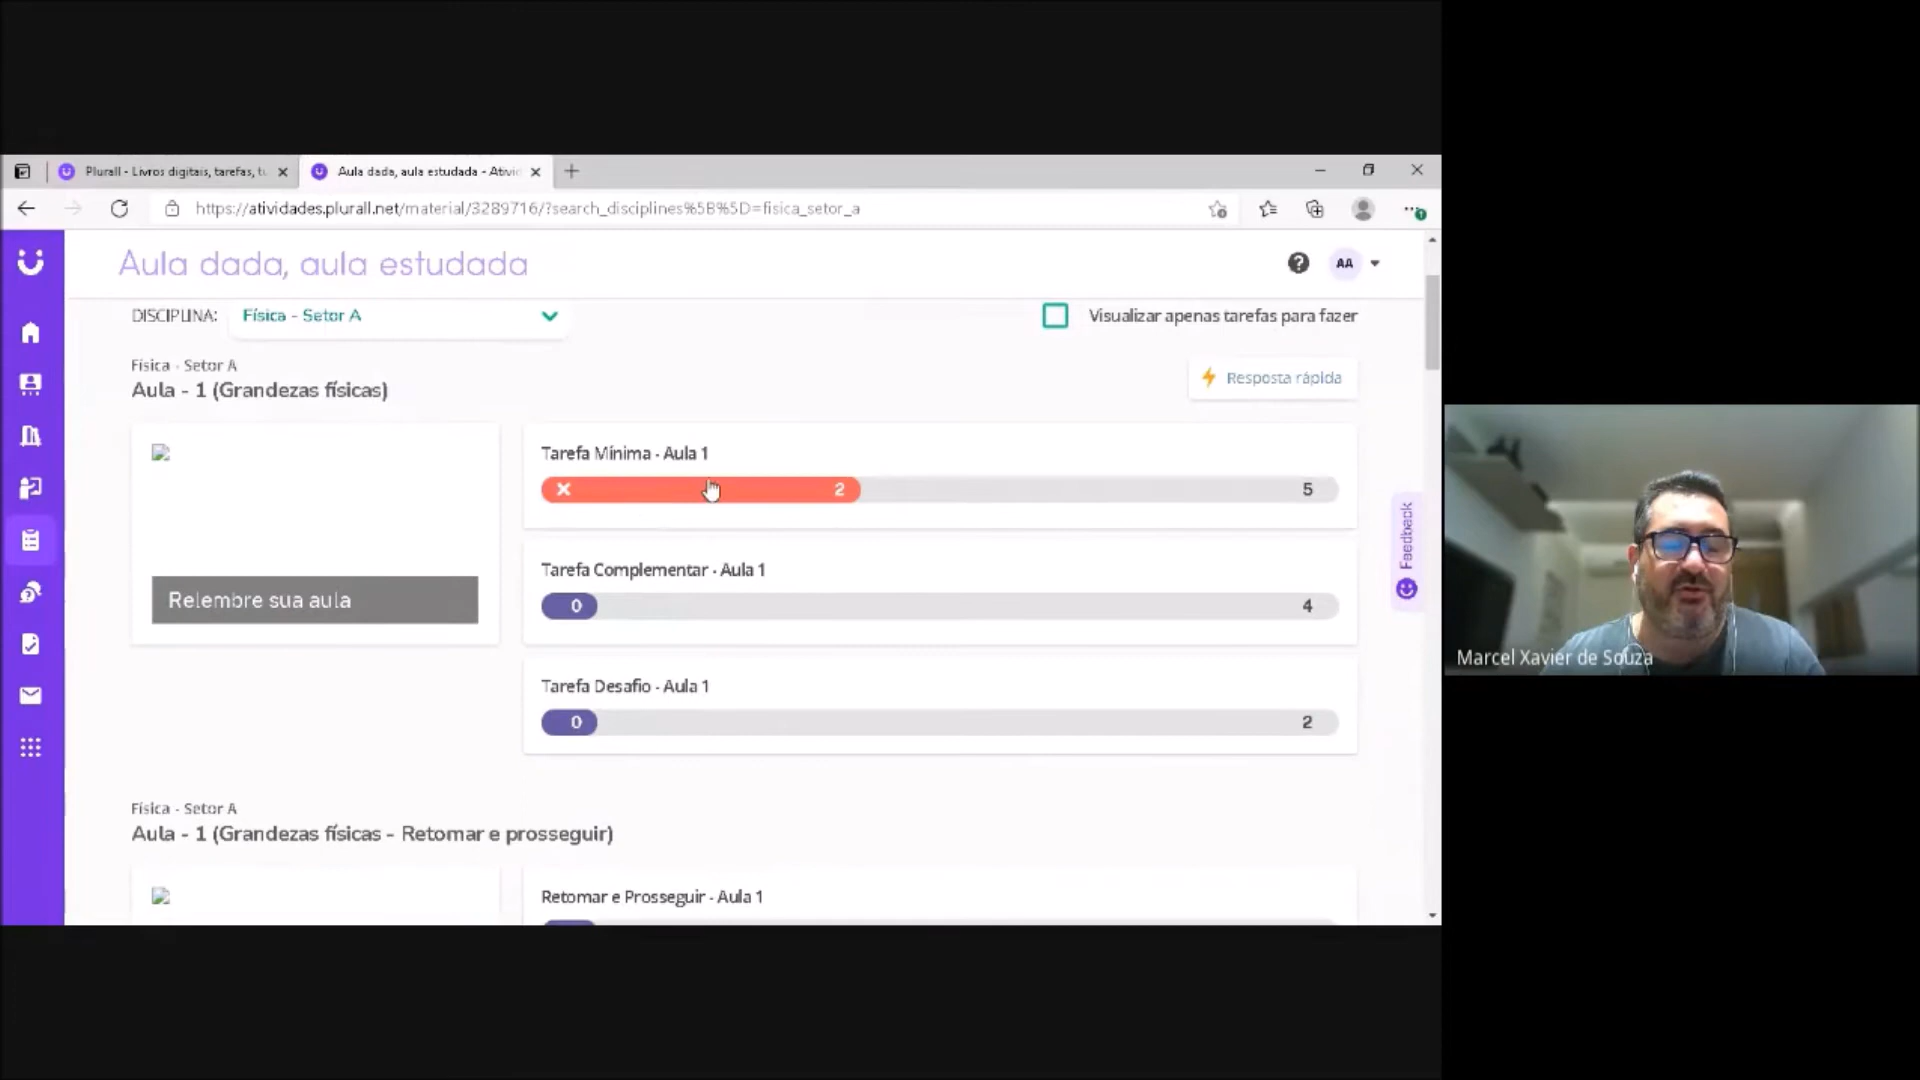 Plurall - Livros digitais, tarefas, t
Aula dada, aula estudada - Ativi
https://atividades.plurall.net/material/3289716/?search_disciplines%5B%5D=fisica_setor_a
Aula dada, aula estudada
AA
DISCIPLINA: Física - Setor A
Visualizar apenas tarefas para fazer
Física - Setor A
Aula - 1 (Grandezas físicas)
Resposta rápida
Tarefa Mínima - Aula 1
2 5
Tarefa Complementar - Aula 1
0 4
Relembre sua aula
Tarefa Desafio - Aula 1
0 2
Feedback
Física - Setor A
Aula - 1 (Grandezas físicas - Retomar e prosseguir)
Retomar e Prosseguir - Aula 1
Marcel Xavier de Souza